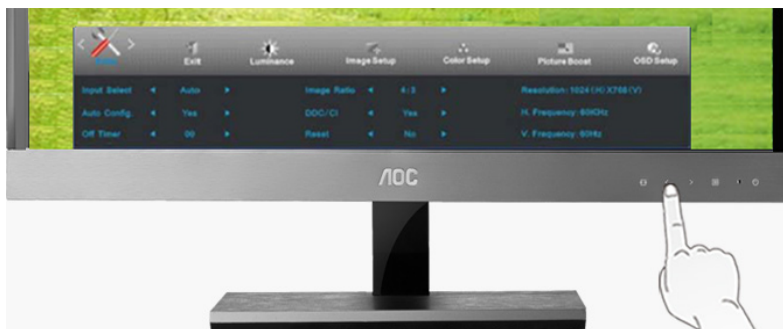 Extra Exit Luminance Image Setup Color Setup Picture Boost OSD Setup
Input Select Auto Image Ratio 4:3 Resolution: 1024 (H) X768 (V)
Auto Config. Yes DDC/CI Yes H. Frequency: 60KHz
Off Timer 00 Reset No V. Frequency: 60Hz
AOC